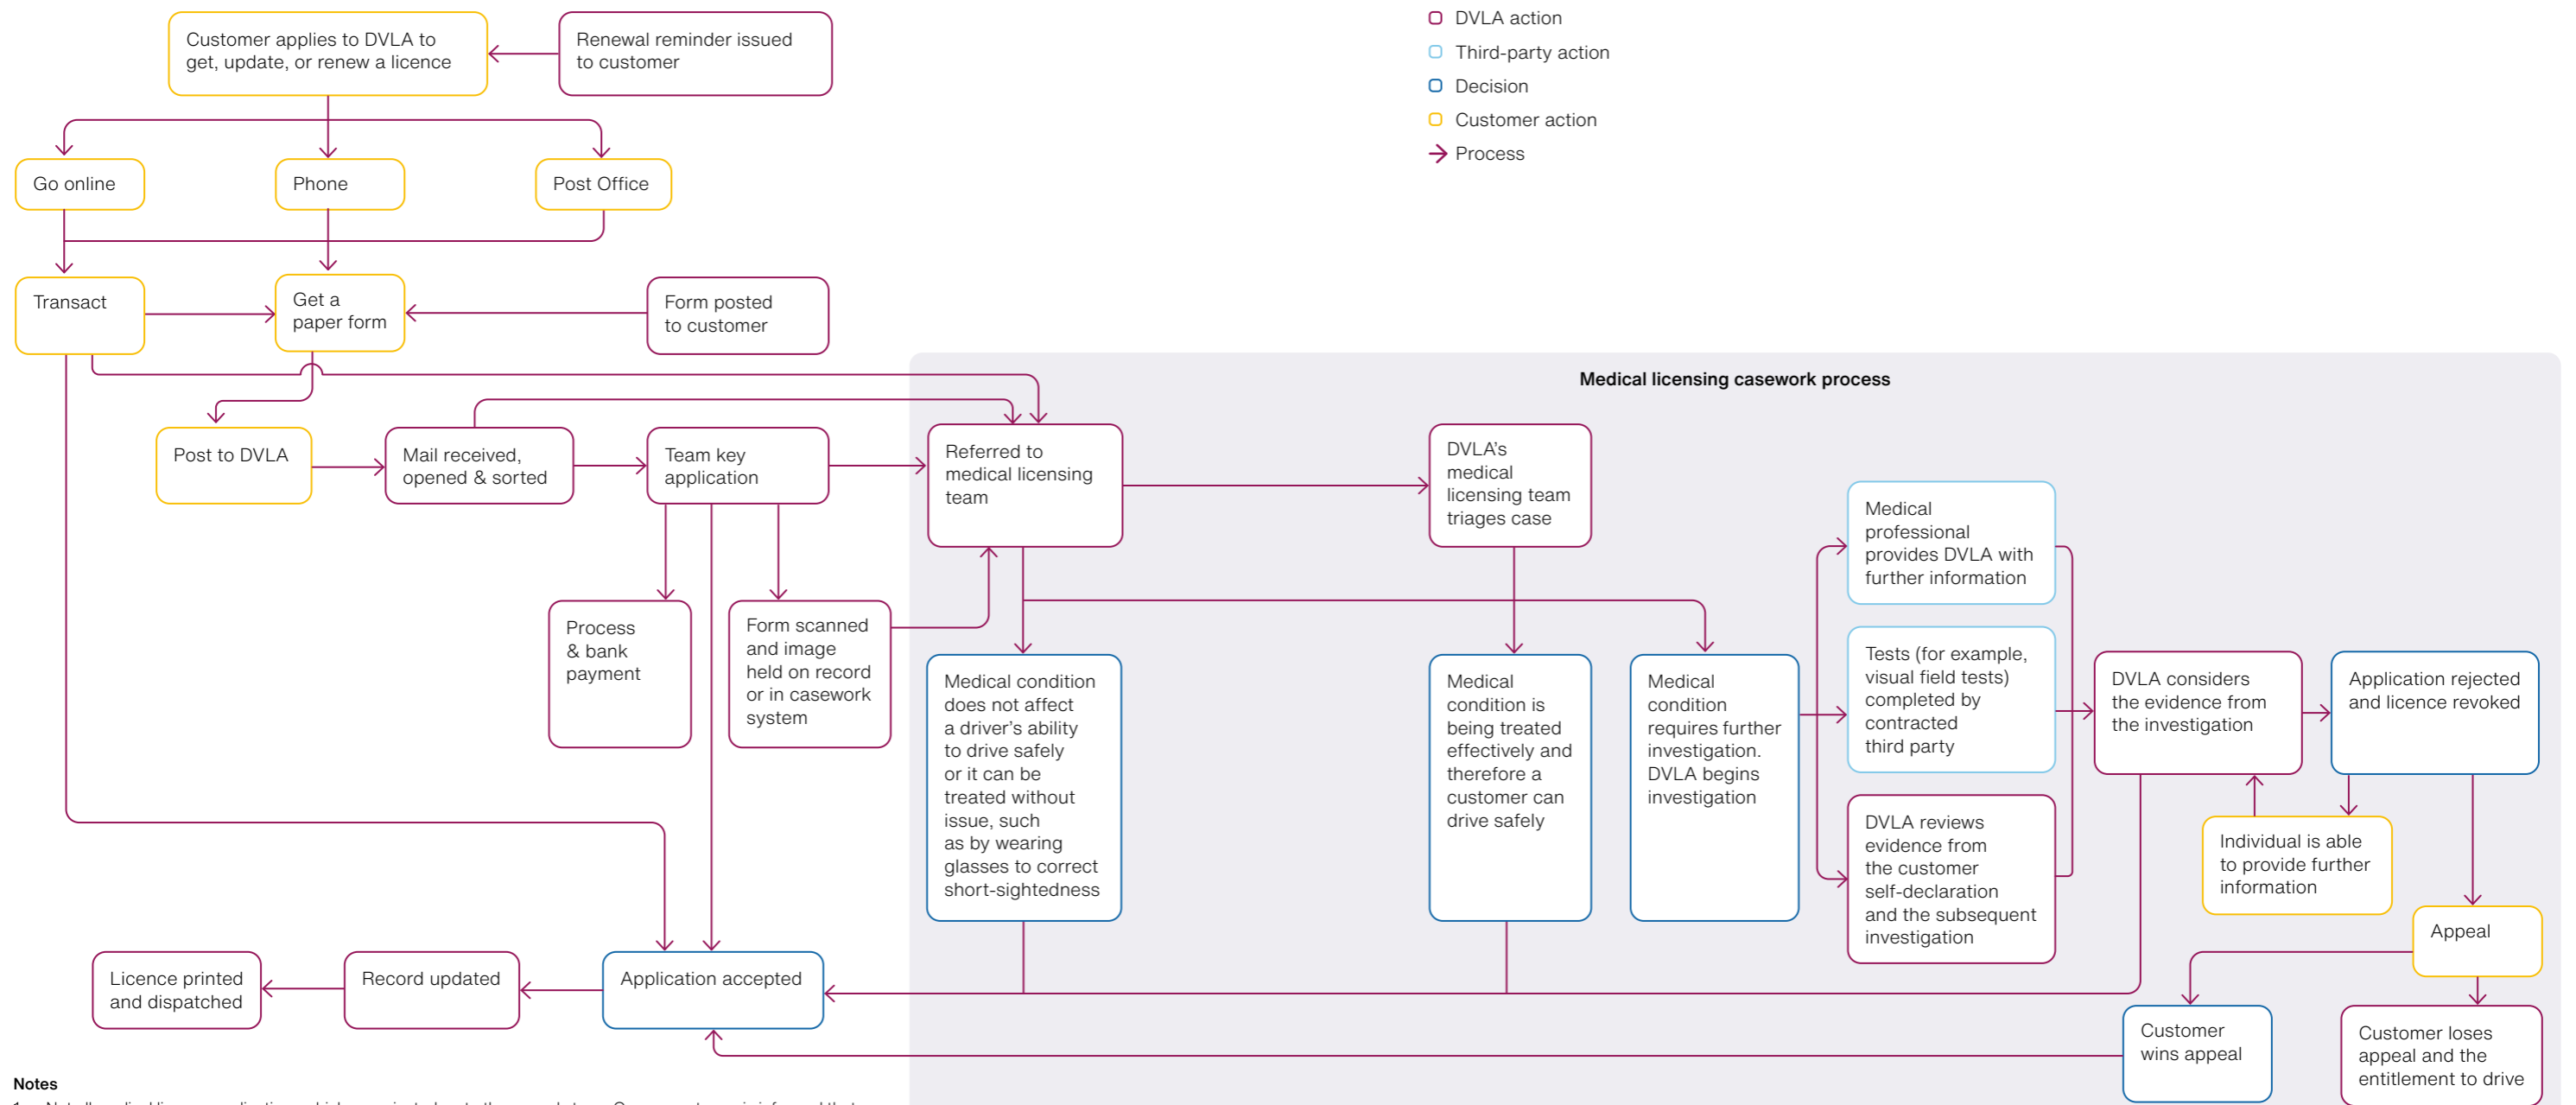 Customer applies to DVLA to
get, update, or renew a licence
Renewal reminder issued
to customer
DVLA action
Third-party action
Decision
Customer action
Process
Go online
Phone
Post Office
Transact
Get a
paper form
Form posted
to customer
Medical licensing casework process
Post to DVLA
Mail received,
opened & sorted
Team key
application
Referred to
medical licensing
team
DVLA’s
medical
licensing team
triages case
Medical
professional
provides DVLA with
further information
Process
& bank
payment
Form scanned
and image
held on record
or in casework
system
Medical condition
does not affect
a driver’s ability
to drive safely
or it can be
treated without
issue, such
as by wearing
glasses to correct
short-sightedness
Medical
condition is
being treated
effectively and
therefore a
customer can
drive safely
Medical
condition
requires further
investigation.
DVLA begins
investigation
Tests (for example,
visual field tests)
completed by
contracted
third party
DVLA reviews
evidence from
the customer
self-declaration
and the subsequent
investigation
DVLA considers
the evidence from
the investigation
Application rejected
and licence revoked
Individual is able
to provide further
information
Appeal
Licence printed
and dispatched
Record updated
Application accepted
Customer
wins appeal
Customer loses
appeal and the
entitlement to drive
Notes